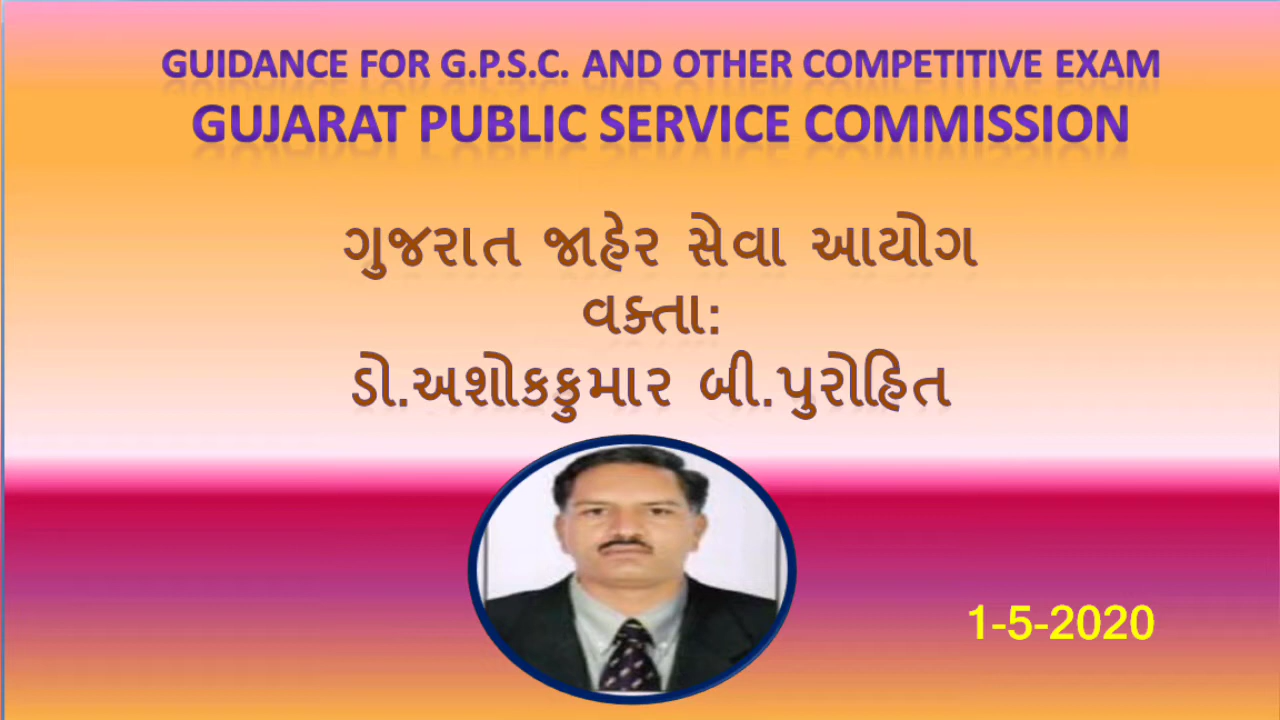 GUIDANCE FOR G.P.S.C. AND OTHER COMPETITIVE EXAM
GUJARAT PUBLIC SERVICE COMMISSION
ગુજરાત જાહેર સેવા આયોગ
વક્તા:
ડો.અશોકકુમાર બી.પુરોહિત
1-5-2020